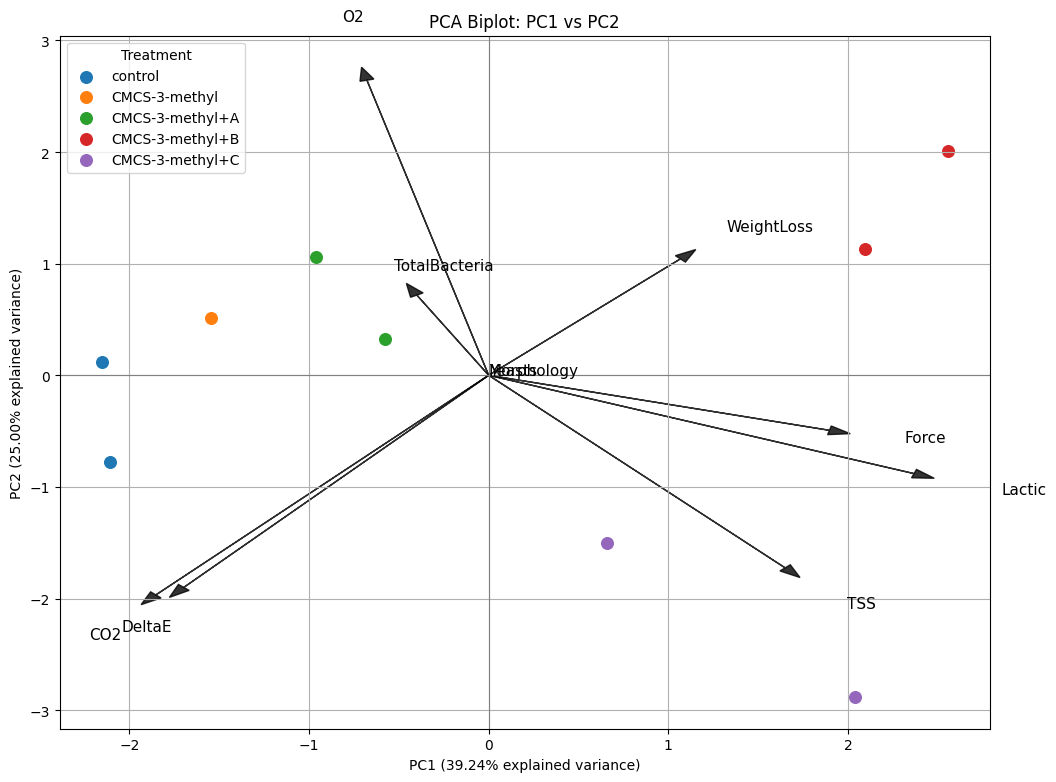 O2
PCA Biplot: PC1 vs PC2
3
2
1
0
−1
−2
−3
PC2 (25.00% explained variance)
Treatment
control
CMCS-3-methyl
CMCS-3-methyl+A
CMCS-3-methyl+B
CMCS-3-methyl+C
WeightLoss
TotalBacteria
Morphology
Force
Lactic
TSS
DeltaE
CO2
−2
−1
0
1
2
PC1 (39.24% explained variance)